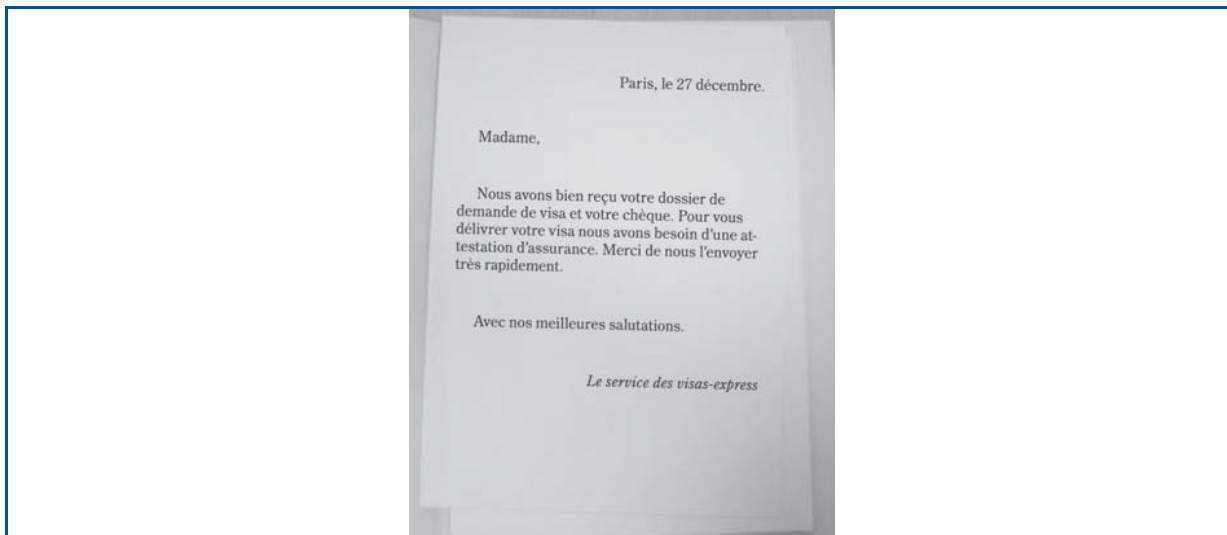 Paris, le 27 décembre.
Madame,
Nous avons bien reçu votre dossier de
demande de visa et votre chèque. Pour vous
délivrer votre visa nous avons besoin d'une at-
testation d'assurance. Merci de nous l'envoyer
très rapidement.
Avec nos meilleures salutations.
Le service des visas-express